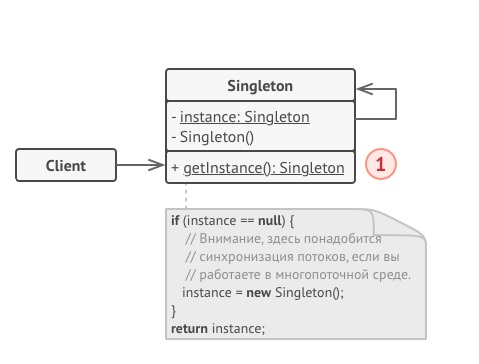 Singleton
- instance: Singleton
- Singleton()
Client
+ getInstance(): Singleton
1
if (instance == null) {
// Внимание, здесь понадобится
// синхронизация потоков, если вы
// работаете в многопоточной среде.
instance = new Singleton();
}
return instance;